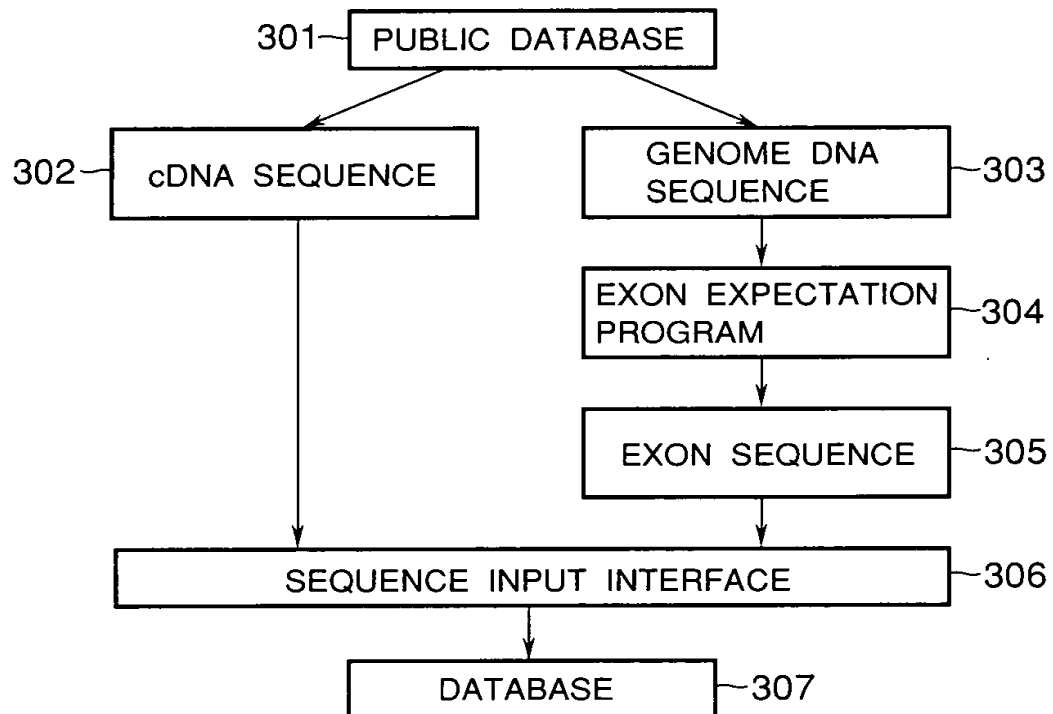 301
PUBLIC DATABASE
302
cDNA SEQUENCE
GENOME DNA
SEQUENCE
303
EXON EXPECTATION
PROGRAM
304
EXON SEQUENCE
305
SEQUENCE INPUT INTERFACE
306
DATABASE
307